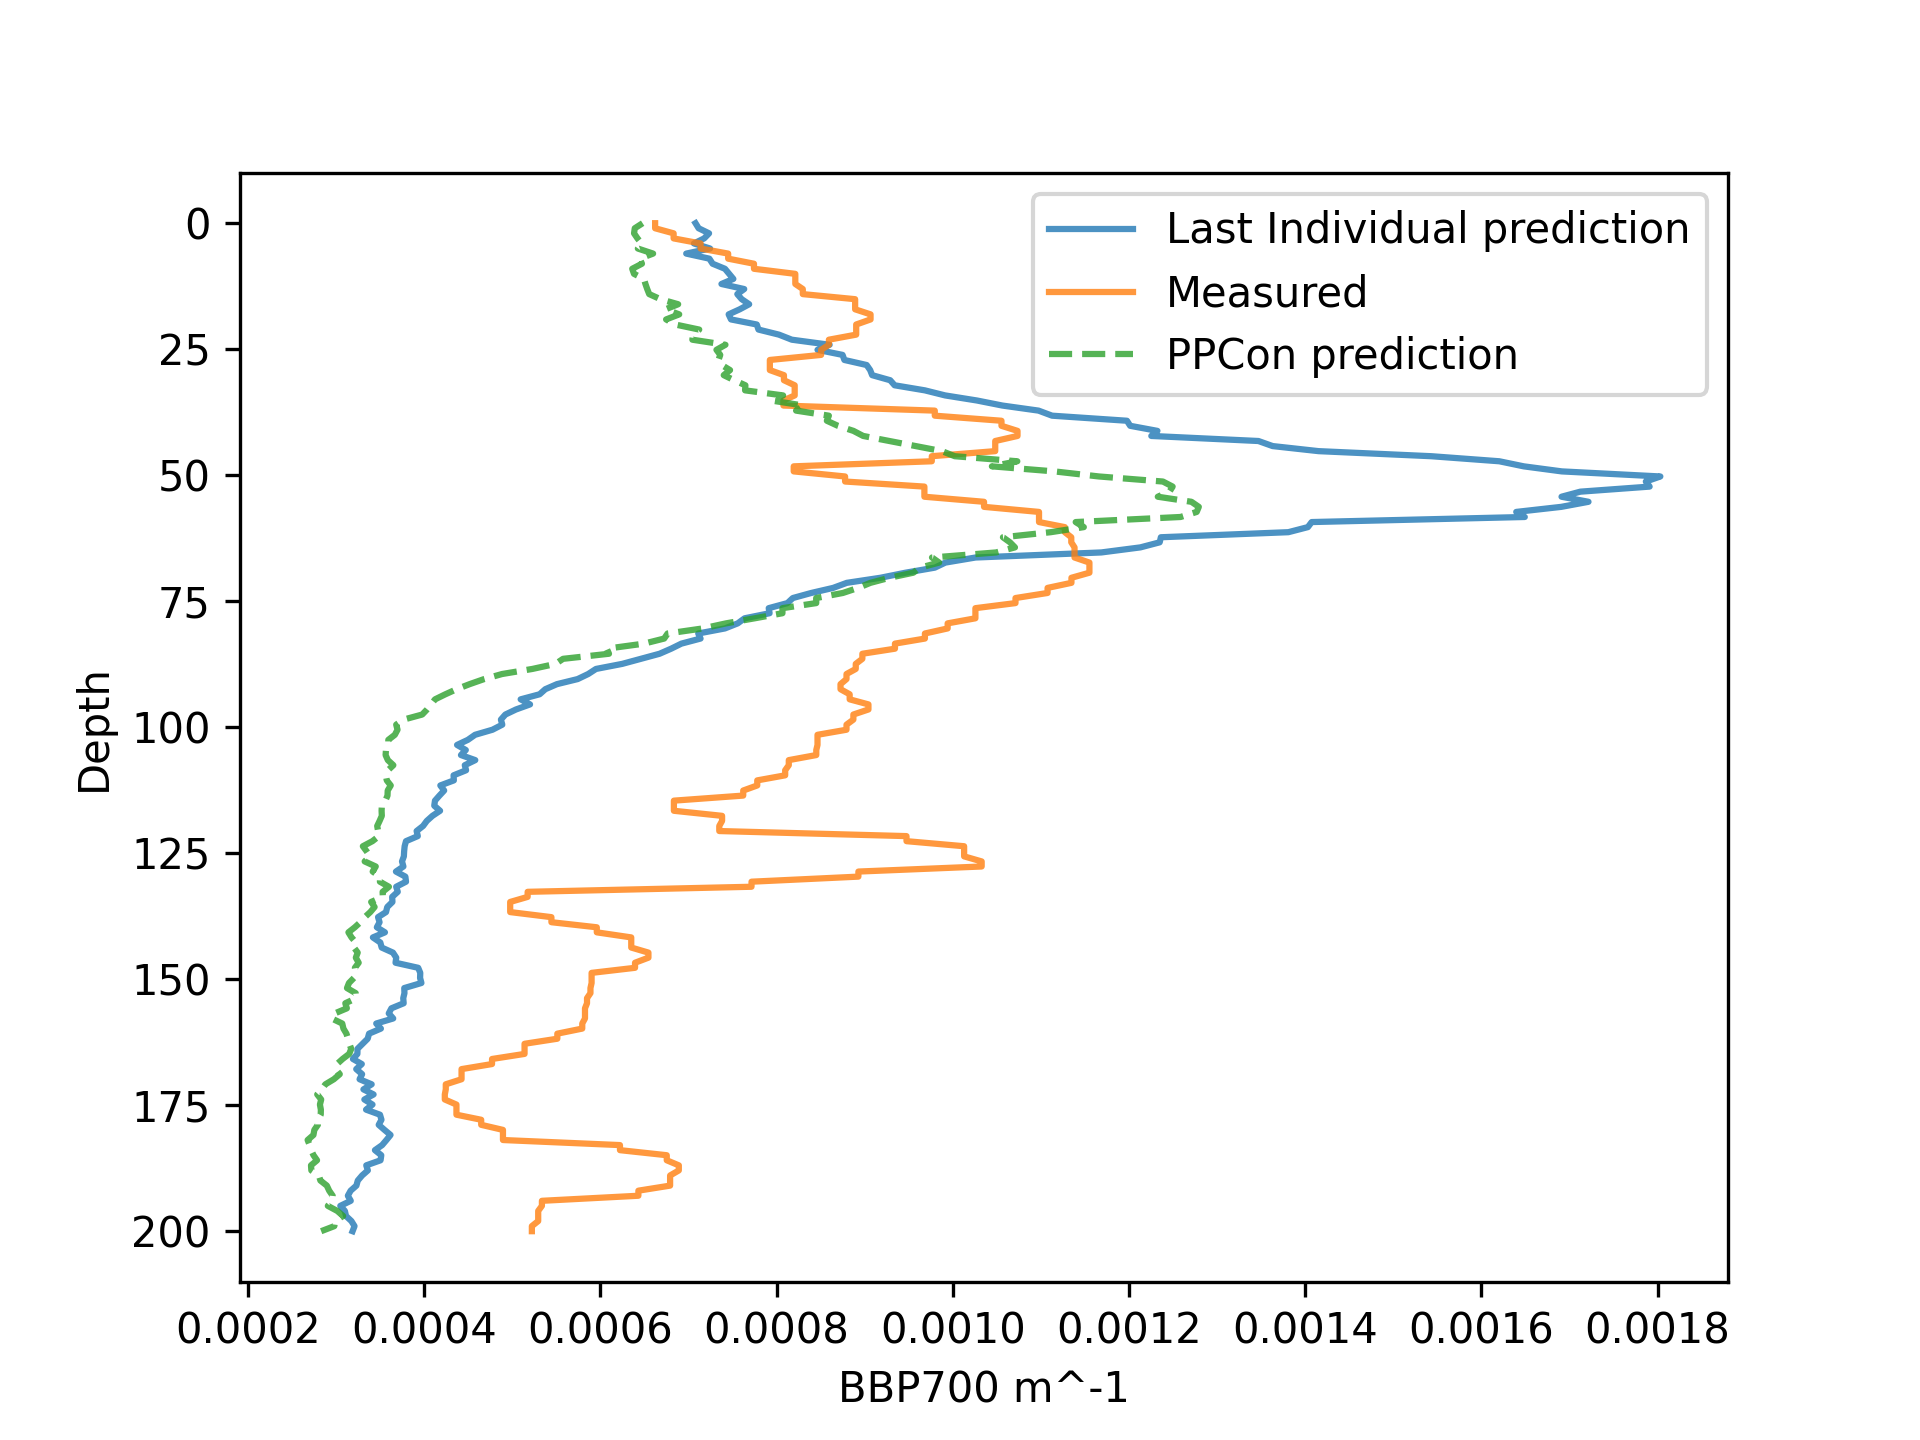 Last Individual prediction
Measured
PPCon prediction
0
25
50
75
100
125
150
175
200
Depth
0.0002 0.0004 0.0006 0.0008 0.0010 0.0012 0.0014 0.0016 0.0018
BBP700 m^-1